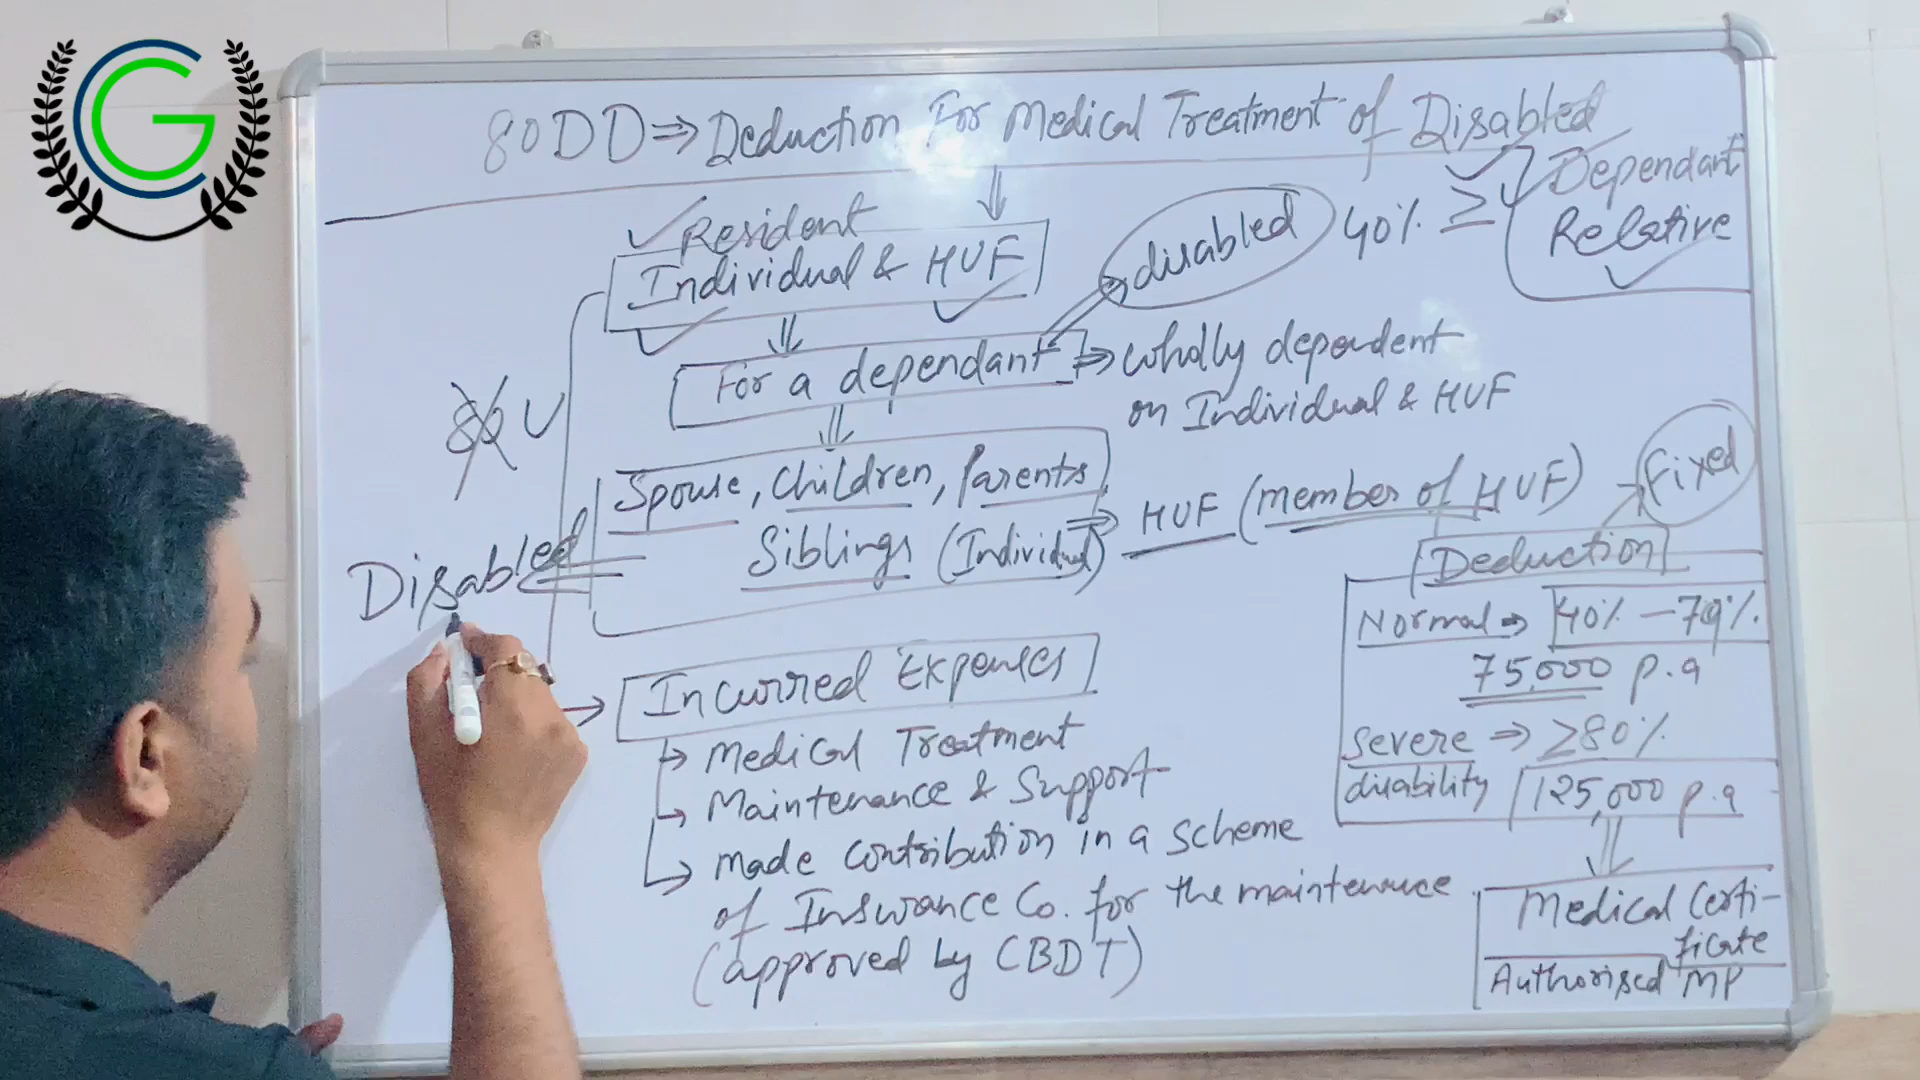 80DD ⇒ Deduction For Medical Treatment of Disabled
Dependant
Relative
Resident
Individual & HUF
disabled
40% ≥
For a dependant ⇒ wholly dependent
on Individual & HUF
80U
Spouse, Children, Parents
Siblings (Individual) ⇒ HUF (member of HUF)
Disabled
Fixed
Deduction
Normal ⇒ 40% – 79%
75,000 p.a
Severe ⇒ ≥80%
disability 125,000 p.a
Medical Certi-
ficate
Authorised MP
Incurred Expenses
→ Medical Treatment
→ Maintenance & Support
→ Made Contribution in a scheme
of Insurance Co. for the maintenance
(approved by CBDT)